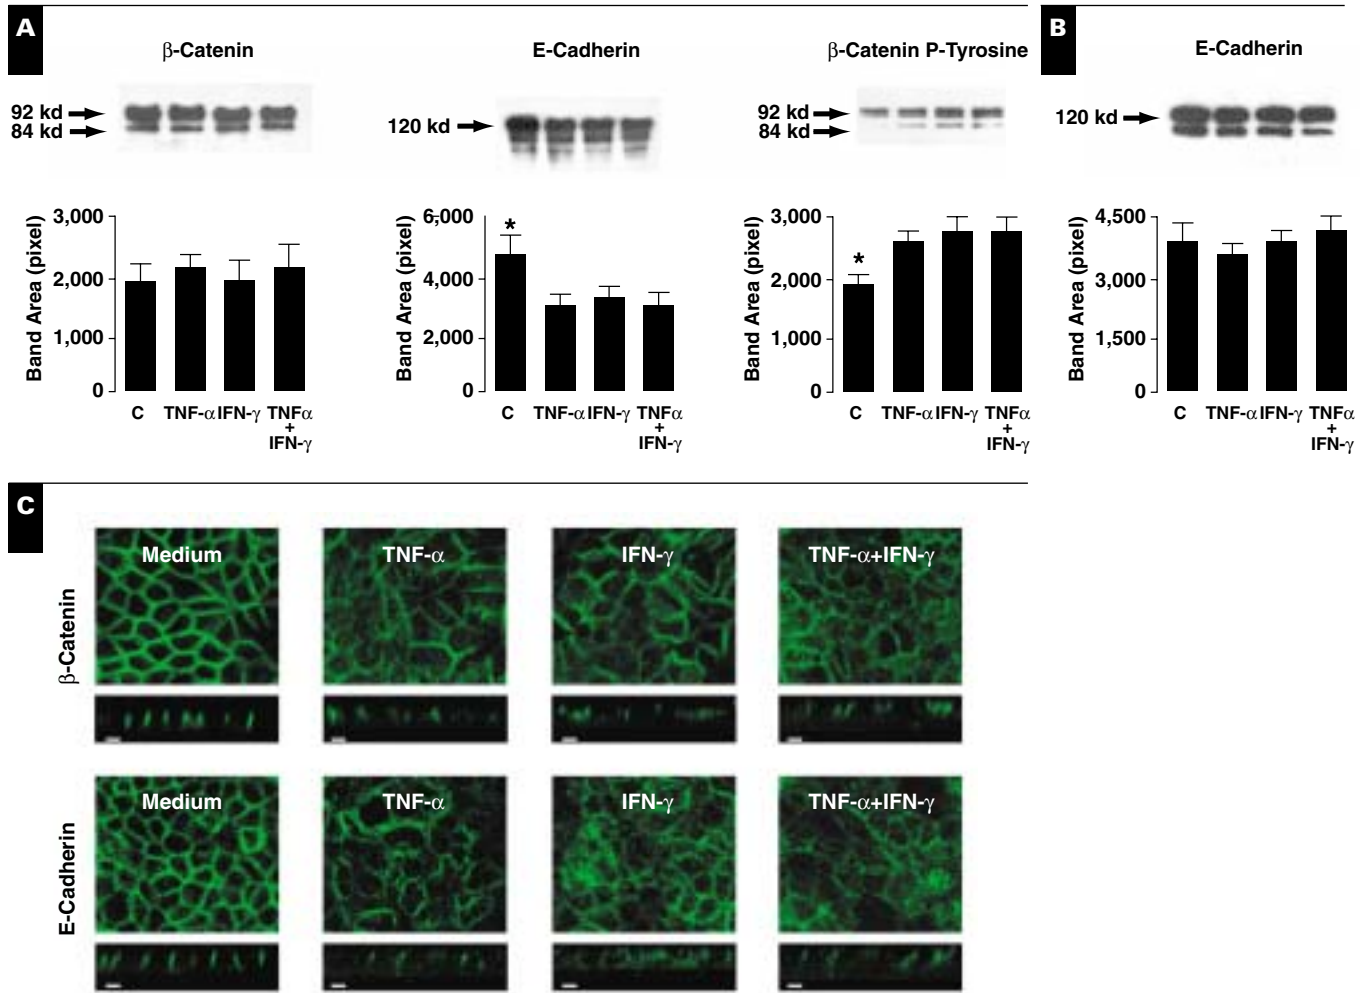 A
β-Catenin
92 kd
84 kd
Band Area (pixel)
3,000
2,000
1,000
0
C TNF-α IFN-γ TNFα
+
IFN-γ
E-Cadherin
120 kd
Band Area (pixel)
6,000
4,000
2,000
0
*
C TNF-α IFN-γ TNFα
+
IFN-γ
β-Catenin P-Tyrosine
92 kd
84 kd
Band Area (pixel)
3,000
2,000
1,000
0
*
C TNF-α IFN-γ TNFα
+
IFN-γ
B
E-Cadherin
120 kd
Band Area (pixel)
4,500
3,000
1,500
0
C TNF-α IFN-γ TNFα
+
IFN-γ
C
β-Catenin
Medium TNF-α IFN-γ TNF-α+IFN-γ
E-Cadherin
Medium TNF-α IFN-γ TNF-α+IFN-γ